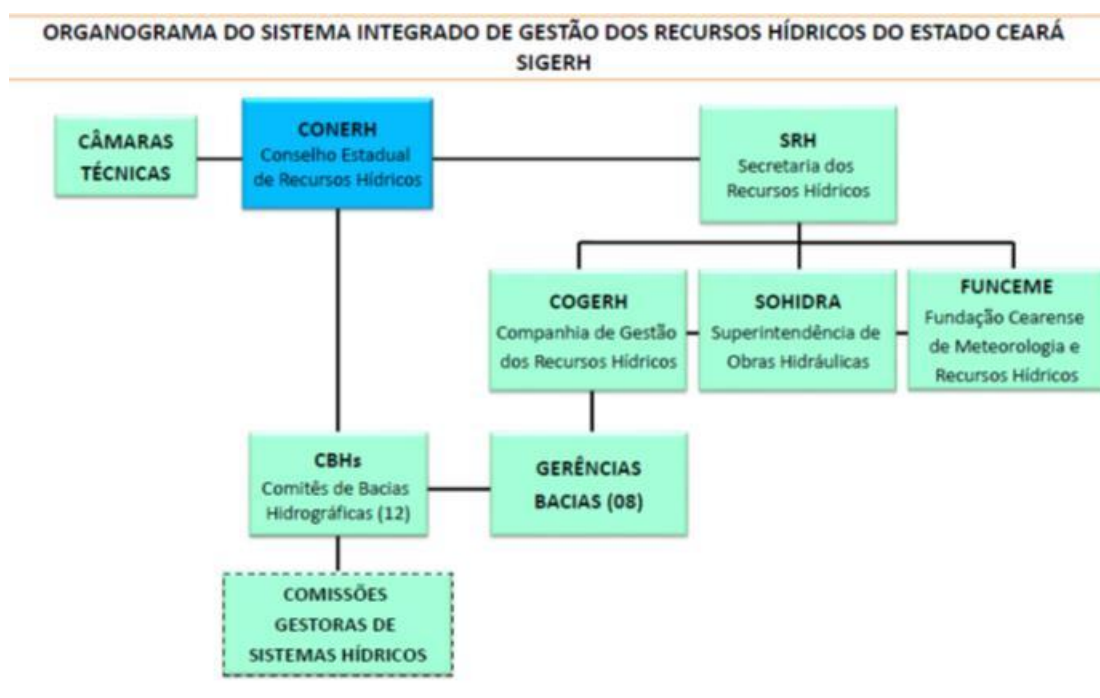 ORGANOGRAMA DO SISTEMA INTEGRADO DE GESTÃO DOS RECURSOS HÍDRICOS DO ESTADO CEARÁ
SIGERH
CÂMARAS
TÉCNICAS
CONERH
Conselho Estadual
de Recursos Hídricos
SRH
Secretaria dos
Recursos Hídricos
COGERH
Companhia de Gestão
dos Recursos Hídricos
SOHIDRA
Superintendência de
Obras Hidráulicas
FUNCEME
Fundação Cearense
de Meteorologia e
Recursos Hídricos
CBHs
Comitês de Bacias
Hidrográficas (12)
GERÊNCIAS
BACIAS (08)
COMISSÕES
GESTORAS DE
SISTEMAS HÍDRICOS